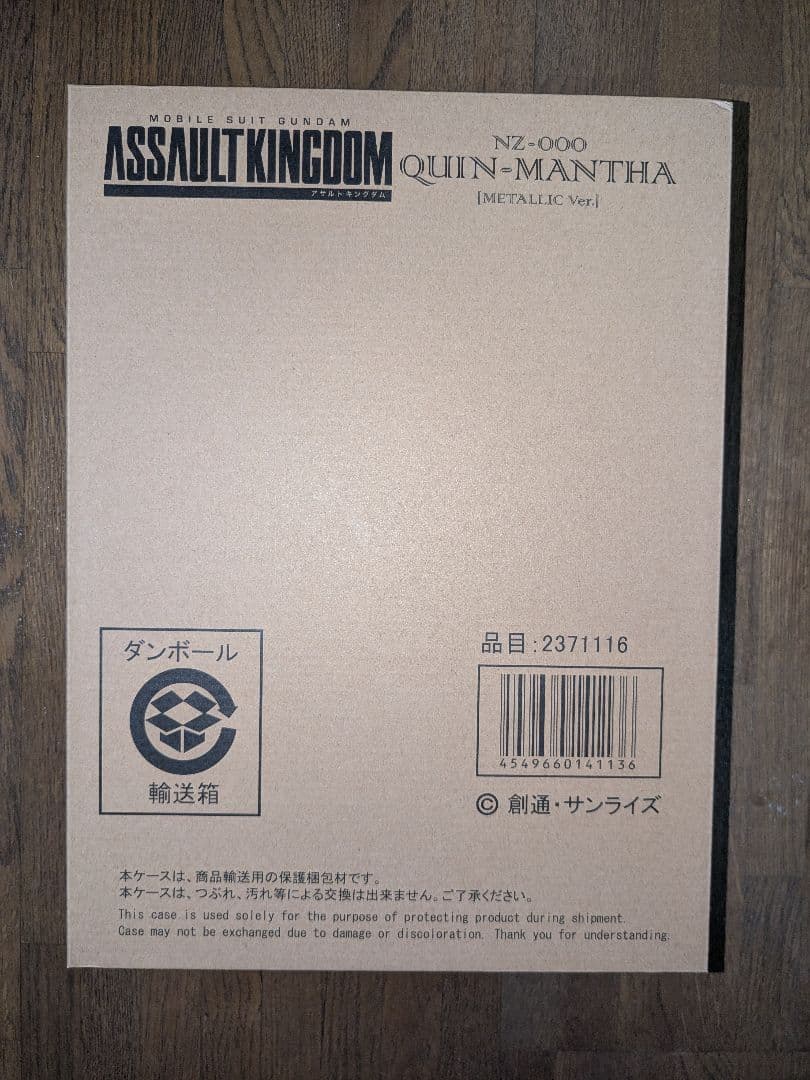 MOBILE SUIT GUNDAM
ASSAULT KINGDOM
アサルトキングダム
NZ-000
QUIN-MANTHA
[METALLIC Ver.]
ダンボール
輸送箱
品目:2371116
4549660141136
© 創通・サンライズ
本ケースは、商品輸送用の保護梱包材です。
本ケースは、つぶれ、汚れ等による交換は出来ません。ご了承ください。
This case is used solely for the purpose of protecting product during shipment.
Case may not be exchanged due to damage or discoloration. Thank you for understanding.